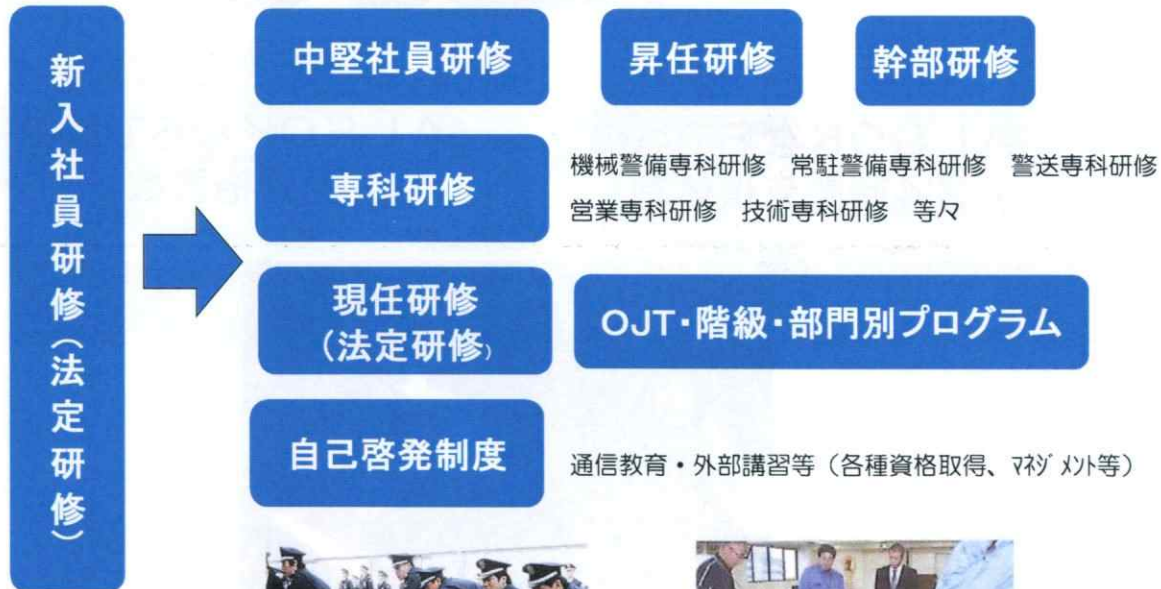 新入社員研修（法定研修）
中堅社員研修
昇任研修
幹部研修
専科研修
機械警備専科研修　常駐警備専科研修　警送専科研修
営業専科研修　技術専科研修　等々
現任研修
（法定研修）
OJT・階級・部門別プログラム
自己啓発制度
通信教育・外部講習等（各種資格取得、ﾏﾈｼﾞﾒﾝﾄ等）